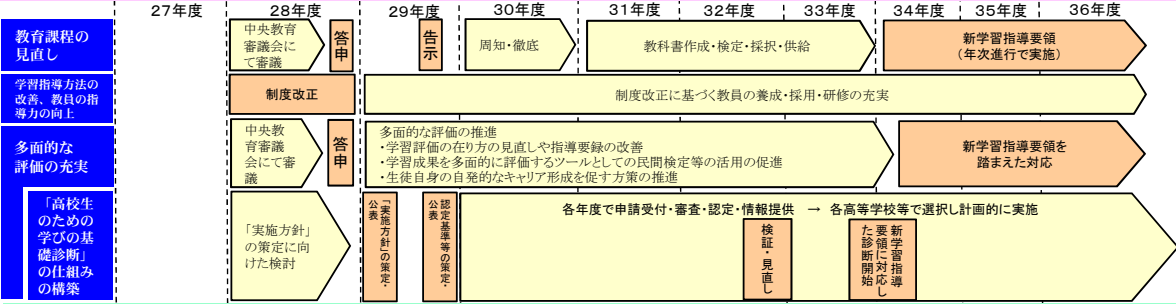 27年度
28年度
29年度
30年度
31年度
32年度
33年度
34年度
35年度
36年度
教育課程の
見直し
中央教育
審議会に
て審議
答申
告示
周知・徹底
教科書作成・検定・採択・供給
新学習指導要領
(年次進行で実施)
学習指導方法の
改善、教員の指
導力の向上
制度改正
制度改正に基づく教員の養成・採用・研修の充実
多面的な
評価の充実
中央教
育審議
会にて審
議
答申
多面的な評価の推進
・学習評価の在り方の見直しや指導要録の改善
・学習成果を多面的に評価するツールとしての民間検定等の活用の促進
・生徒自身の自発的なキャリア形成を促す方策の推進
新学習指導要領を
踏まえた対応
「高校生
のための
学びの基
礎診断」
の仕組み
の構築
「実施方針」
の策定に向
けた検討
「実施方針」の策定・
公表
認定基準等の策定・
公表
各年度で申請受付・審査・認定・情報提供 → 各高等学校等で選択し計画的に実施
検証・見直し
新学習指導
要領に対応し
た診断開始